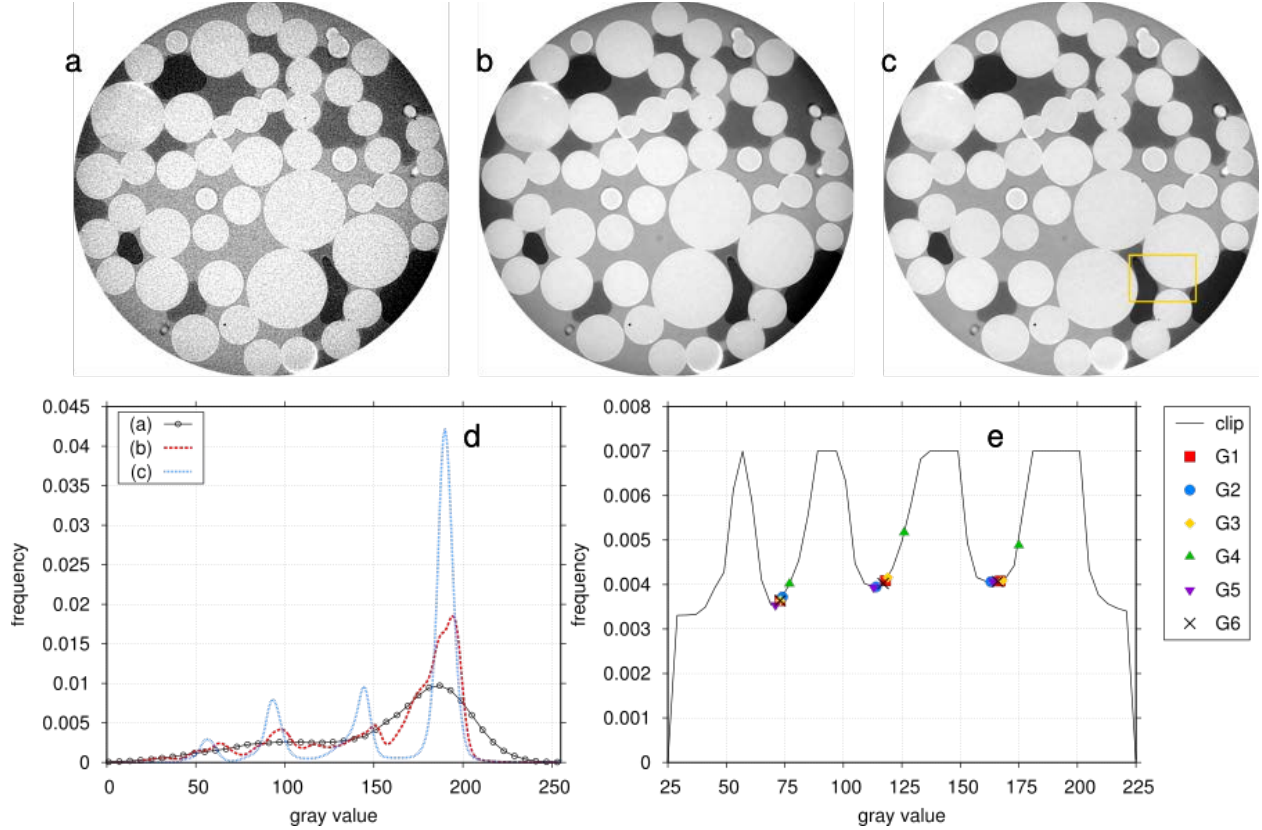 a
b
c
d
(a)
(b)
(c)
0.045
0.04
0.035
0.03
0.025
0.02
0.015
0.01
0.005
0
frequency
0 50 100 150 200 250
gray value
e
0.008
0.007
0.006
0.005
0.004
0.003
0.002
0.001
0
frequency
25 50 75 100 125 150 175 200 225
gray value
clip
G1
G2
G3
G4
G5
G6